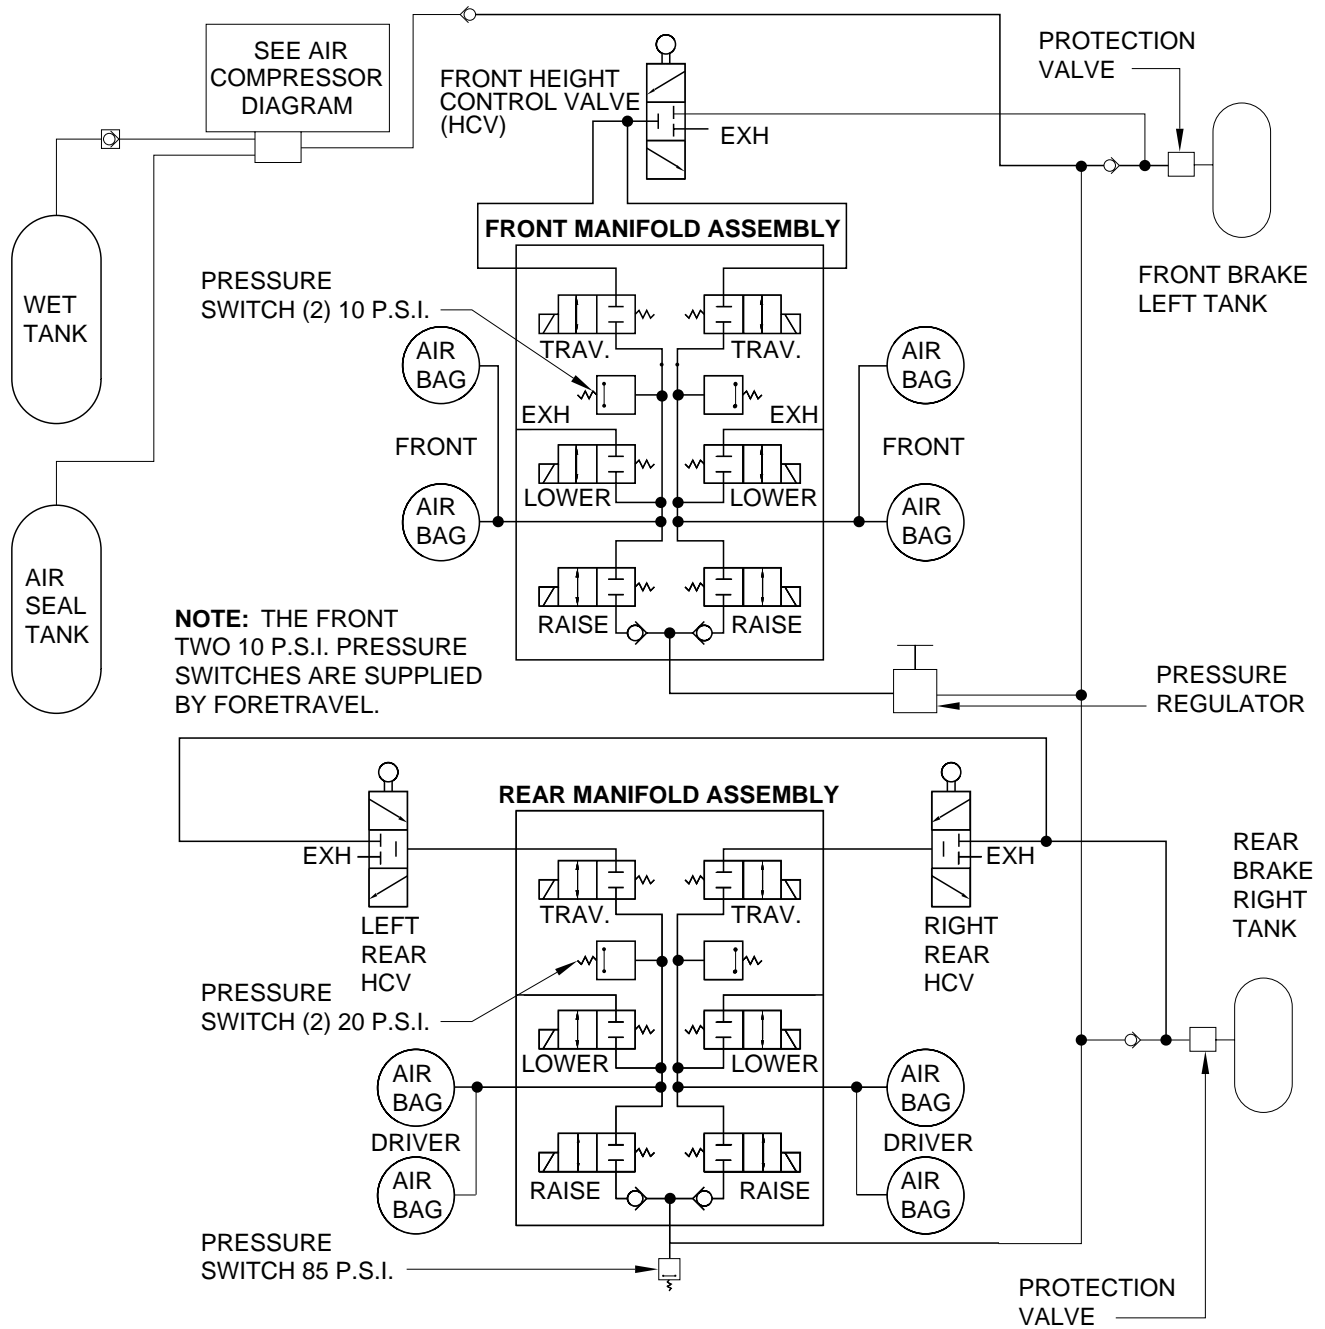 SEE AIR
COMPRESSOR
DIAGRAM
FRONT HEIGHT
CONTROL VALVE
(HCV)
EXH
PROTECTION
VALVE
FRONT MANIFOLD ASSEMBLY
WET
TANK
PRESSURE
SWITCH (2) 10 P.S.I.
FRONT BRAKE
LEFT TANK
TRAV.
TRAV.
AIR
BAG
AIR
BAG
EXH
EXH
FRONT
FRONT
LOWER
LOWER
AIR
BAG
AIR
BAG
AIR
SEAL
TANK
RAISE
RAISE
NOTE: THE FRONT
TWO 10 P.S.I. PRESSURE
SWITCHES ARE SUPPLIED
BY FORETRAVEL.
PRESSURE
REGULATOR
REAR MANIFOLD ASSEMBLY
EXH
EXH
REAR
BRAKE
RIGHT
TANK
TRAV.
TRAV.
LEFT
REAR
HCV
RIGHT
REAR
HCV
PRESSURE
SWITCH (2) 20 P.S.I.
LOWER
LOWER
AIR
BAG
AIR
BAG
DRIVER
DRIVER
AIR
BAG
AIR
BAG
RAISE
RAISE
PRESSURE
SWITCH 85 P.S.I.
PROTECTION
VALVE